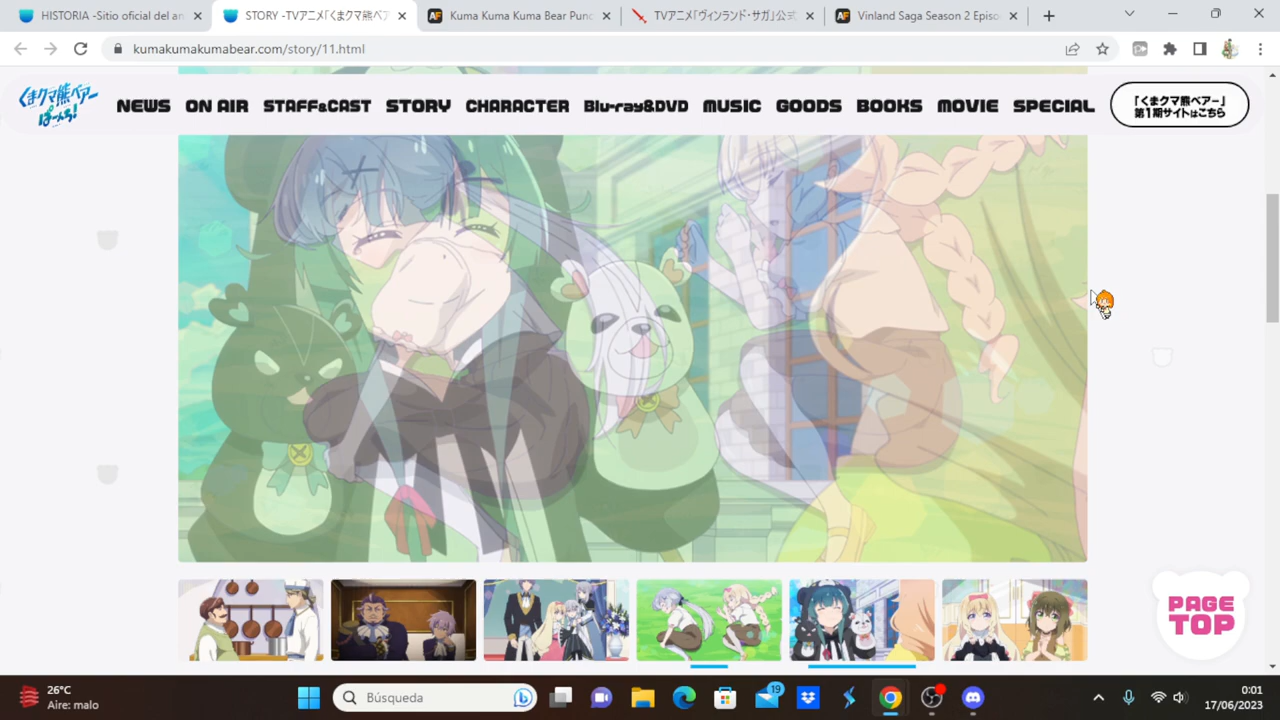 HISTORIA -Sitio oficial del an
STORY -TVアニメ「くまクマ熊ベア
Kuma Kuma Kuma Bear Punc
TVアニメ「ヴィンランド・サガ」公式
Vinland Saga Season 2 Episo
kumakumakumabear.com/story/11.html
くまクマ熊ベアー
ぱーんち!
NEWS ON AIR STAFF&CAST STORY CHARACTER Blu-ray&DVD MUSIC GOODS BOOKS MOVIE SPECIAL
「くまクマ熊ベアー」
第1期サイトはこちら
PAGE
TOP
26°C
Aire: malo
Búsqueda
19
0:01
17/06/2023